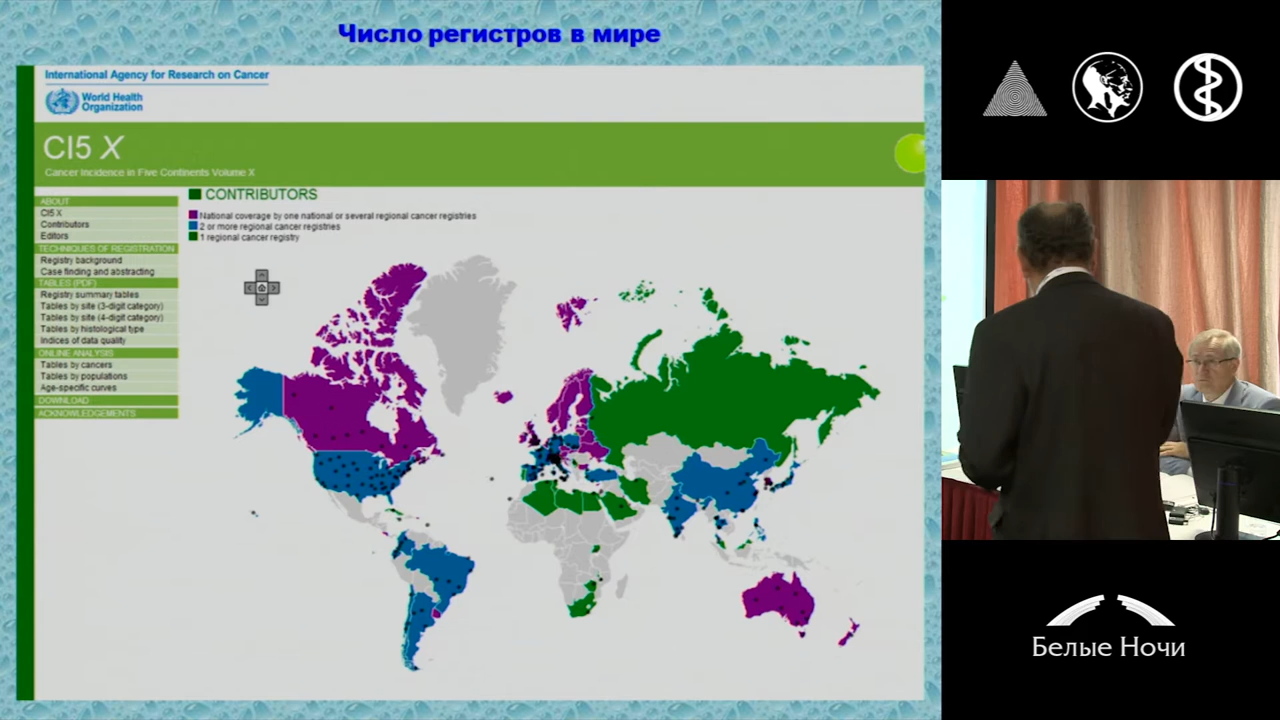 Число регистров в мире
International Agency for Research on Cancer
World Health
Organization
CI5 X
Cancer Incidence in Five Continents Volume X
ABOUT
CI5 X
Contributors
Editors
TECHNIQUES OF REGISTRATION
Registry background
Case finding and abstracting
TABLES (PDF)
Registry summary tables
Tables by site (3-digit category)
Tables by site (4-digit category)
Tables by histological type
Indices of data quality
ONLINE ANALYSIS
Tables by cancers
Tables by populations
Age-specific curves
DOWNLOAD
ACKNOWLEDGEMENTS
CONTRIBUTORS
National coverage by one national or several regional cancer registries
2 or more regional cancer registries
1 regional cancer registry
Белые Ночи